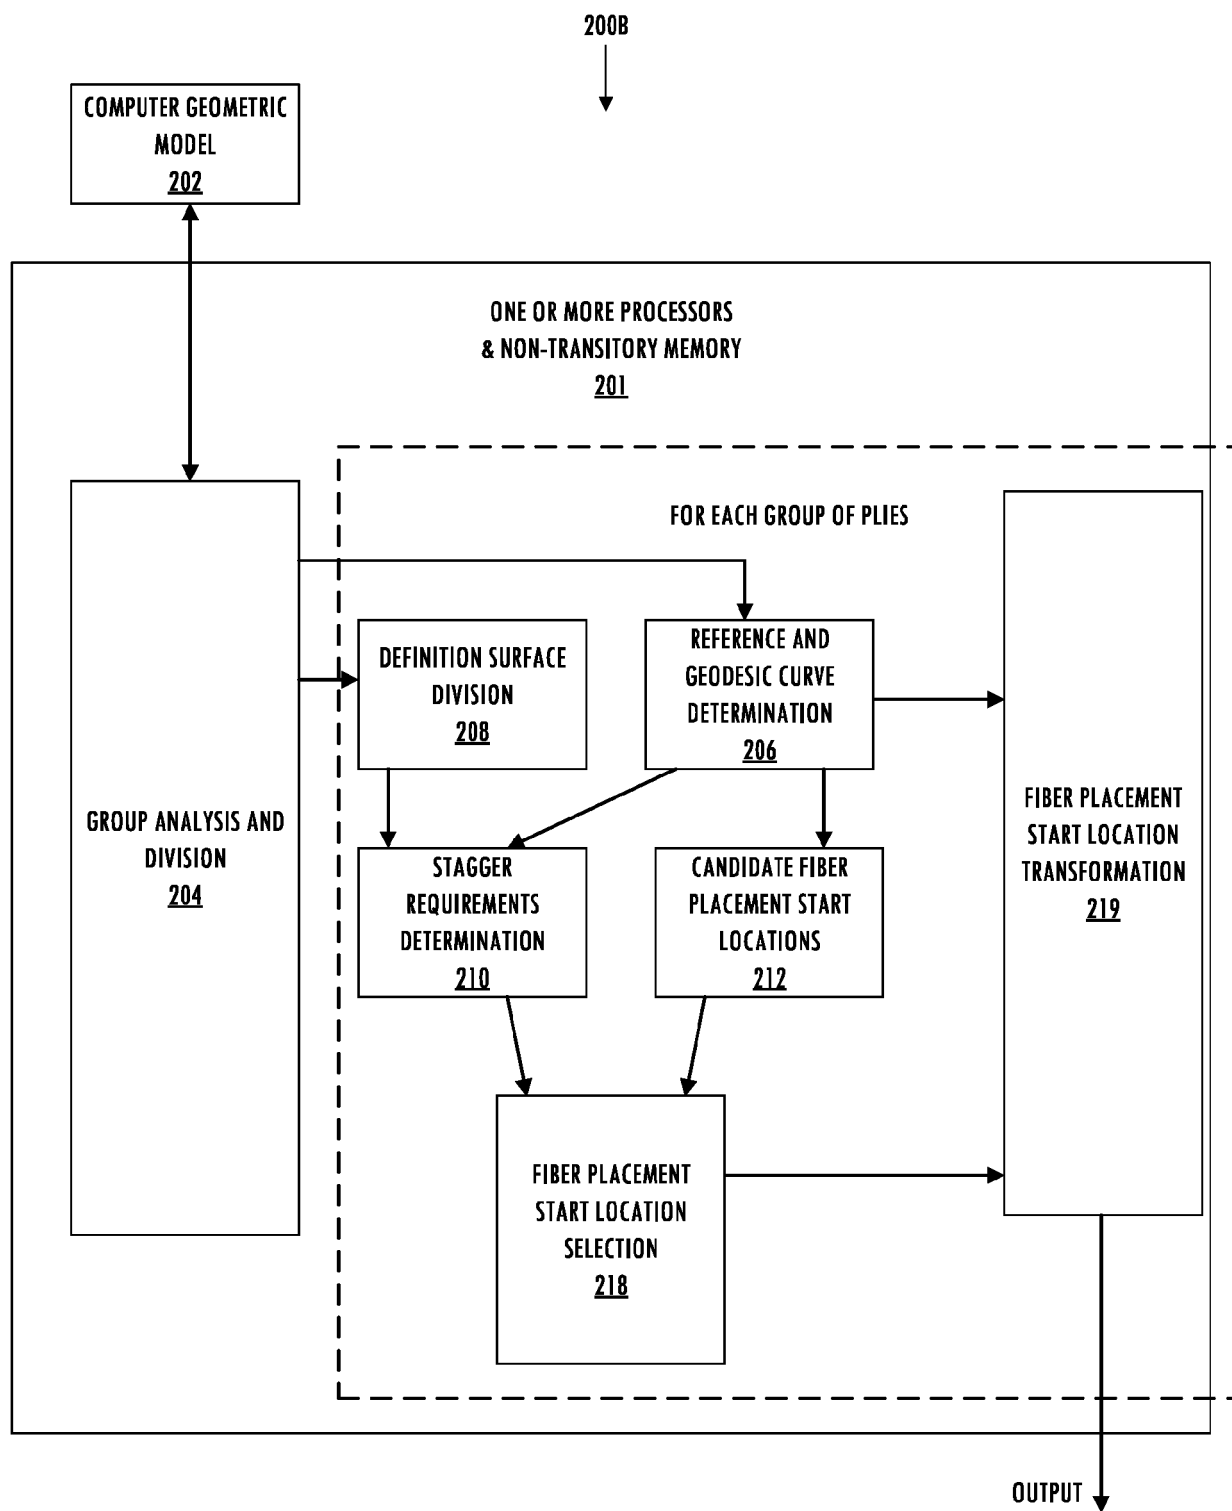 200B
COMPUTER GEOMETRIC
MODEL
202
ONE OR MORE PROCESSORS
& NON-TRANSITORY MEMORY
201
FOR EACH GROUP OF PLIES
GROUP ANALYSIS AND
DIVISION
204
DEFINITION SURFACE
DIVISION
208
REFERENCE AND
GEODESIC CURVE
DETERMINATION
206
STAGGER
REQUIREMENTS
DETERMINATION
210
CANDIDATE FIBER
PLACEMENT START
LOCATIONS
212
FIBER PLACEMENT
START LOCATION
TRANSFORMATION
219
FIBER PLACEMENT
START LOCATION
SELECTION
218
OUTPUT